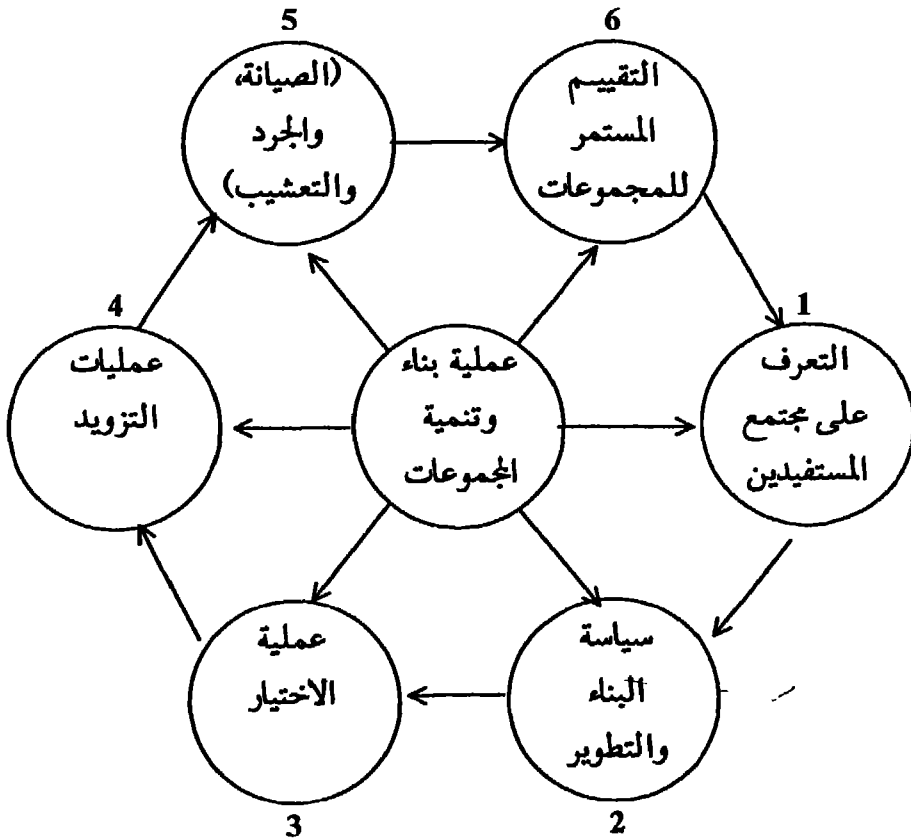 5
(الصيانة،
والجرد
والتعشيب)
6
التقييم
المستمر
للمجموعات
4
عمليات
التزويد
عملية بناء
وتنمية
المجموعات
1
التعرف
على مجتمع
المستفيدين
عملية
الاختيار
3
سياسة
البناء
والتطوير
2